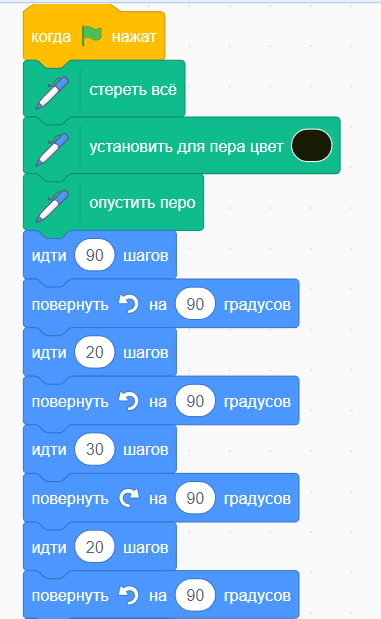 когда нажат
стереть всё
установить для пера цвет
опустить перо
идти 90 шагов
повернуть на 90 градусов
идти 20 шагов
повернуть на 90 градусов
идти 30 шагов
повернуть на 90 градусов
идти 20 шагов
повернуть на 90 градусов